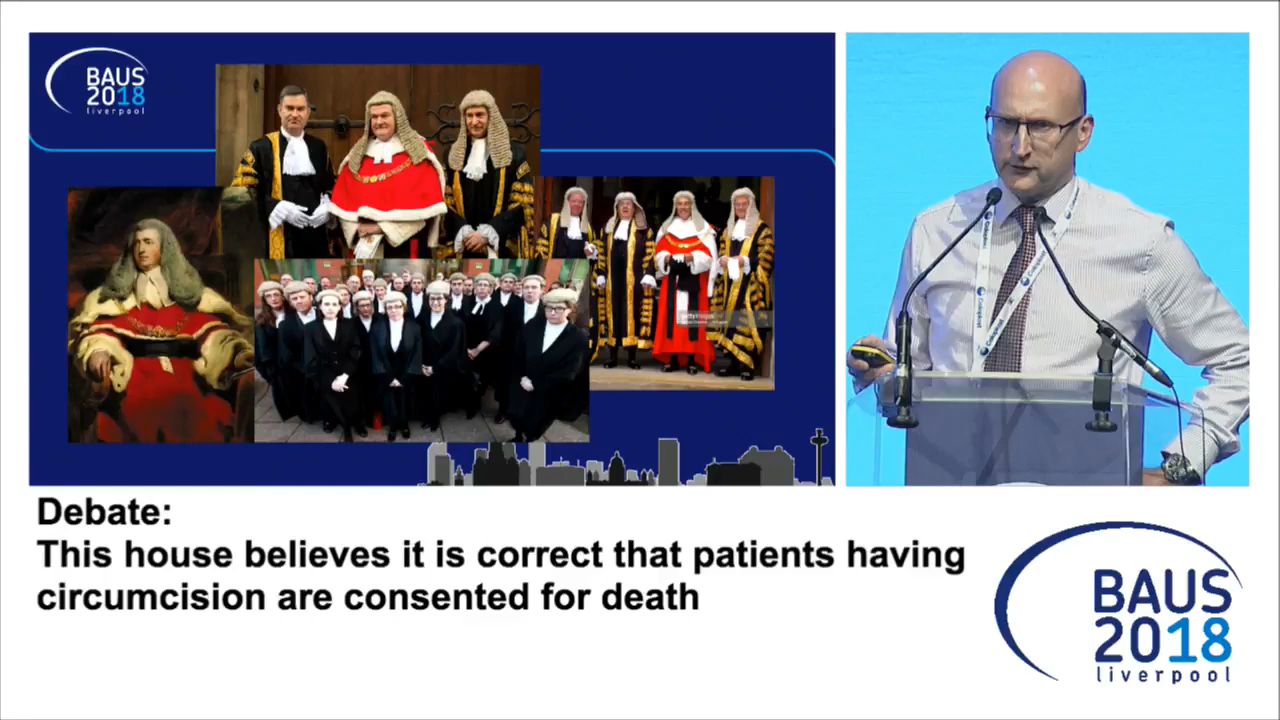 BAUS
2018
liverpool
gettyimages
Debate:
This house believes it is correct that patients having
circumcision are consented for death
BAUS
2018
liverpool